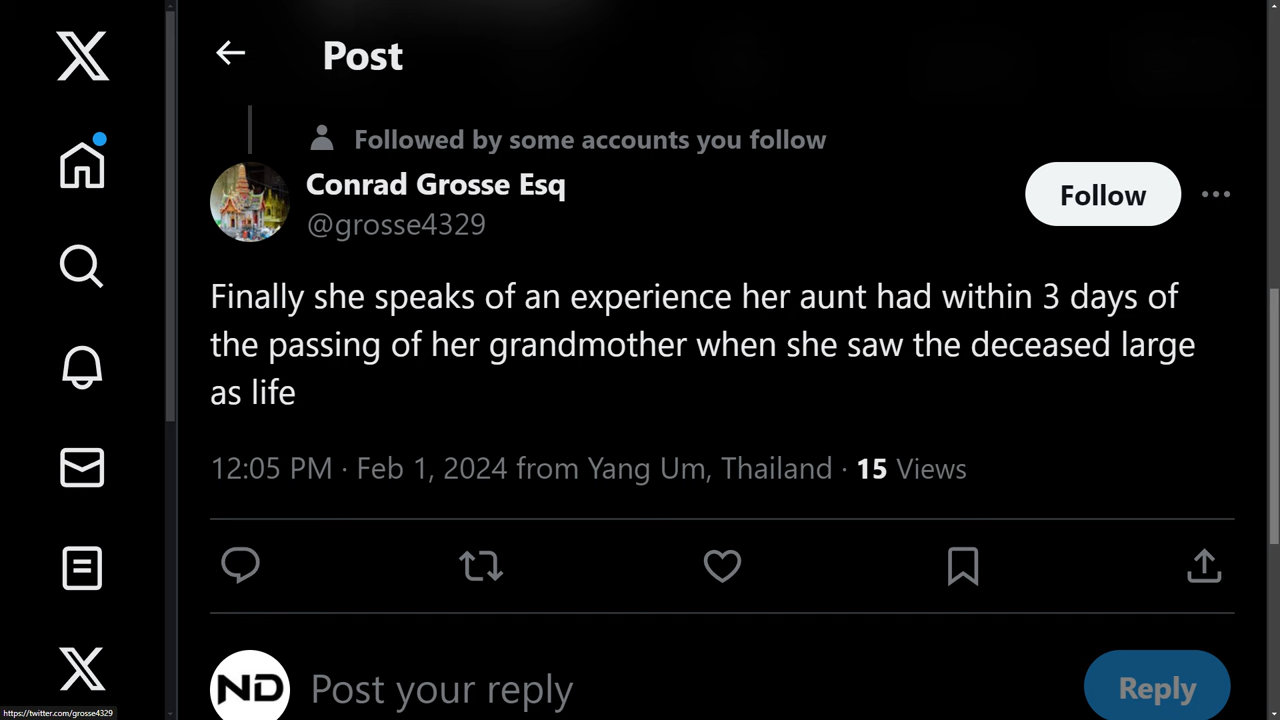 Post
Followed by some accounts you follow
Conrad Grosse Esq
@grosse4329
Follow
Finally she speaks of an experience her aunt had within 3 days of
the passing of her grandmother when she saw the deceased large
as life
12:05 PM · Feb 1, 2024 from Yang Um, Thailand · 15 Views
ND
Post your reply
Reply
https://twitter.com/grosse4329